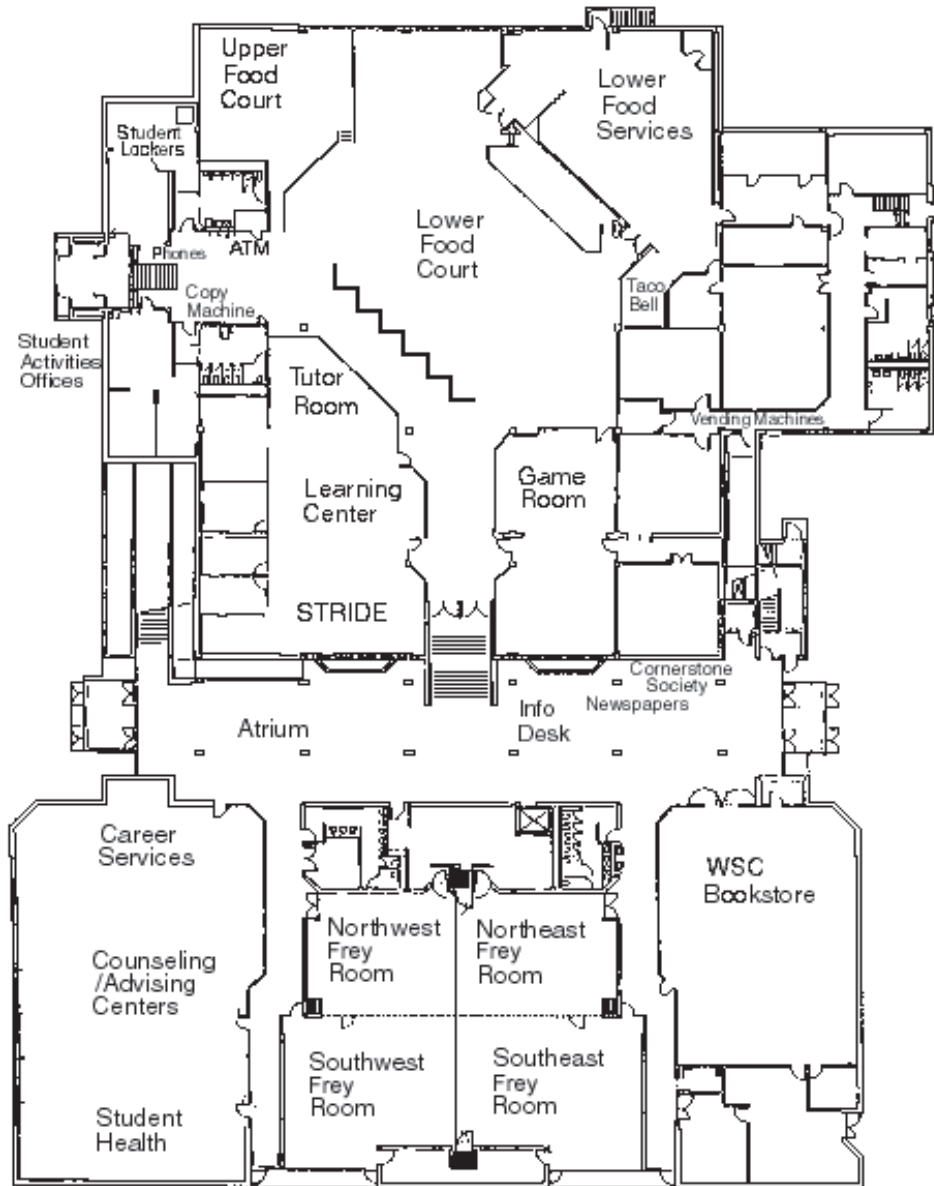 Upper
Food
Court
Lower
Food
Services
Student
Lockers
Lower
Food
Court
ATM
Phones
Copy
Machine
Taco
Bell
Student
Activities
Offices
Tutor
Room
Vending Machines
Learning
Center
Game
Room
STRIDE
Cornerstone
Society
Newspapers
Info
Desk
Atrium
Career
Services
WSC
Bookstore
Counseling
/Advising
Centers
Northwest
Frey
Room
Northeast
Frey
Room
Southwest
Frey
Room
Southeast
Frey
Room
Student
Health